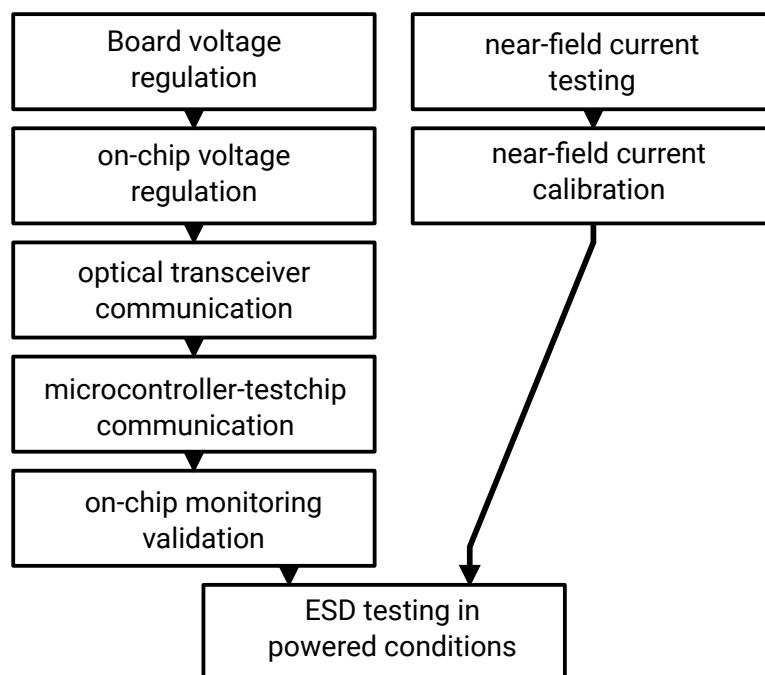 Board voltage
regulation
on-chip voltage
regulation
optical transceiver
communication
microcontroller-testchip
communication
on-chip monitoring
validation
near-field current
testing
near-field current
calibration
ESD testing in
powered conditions